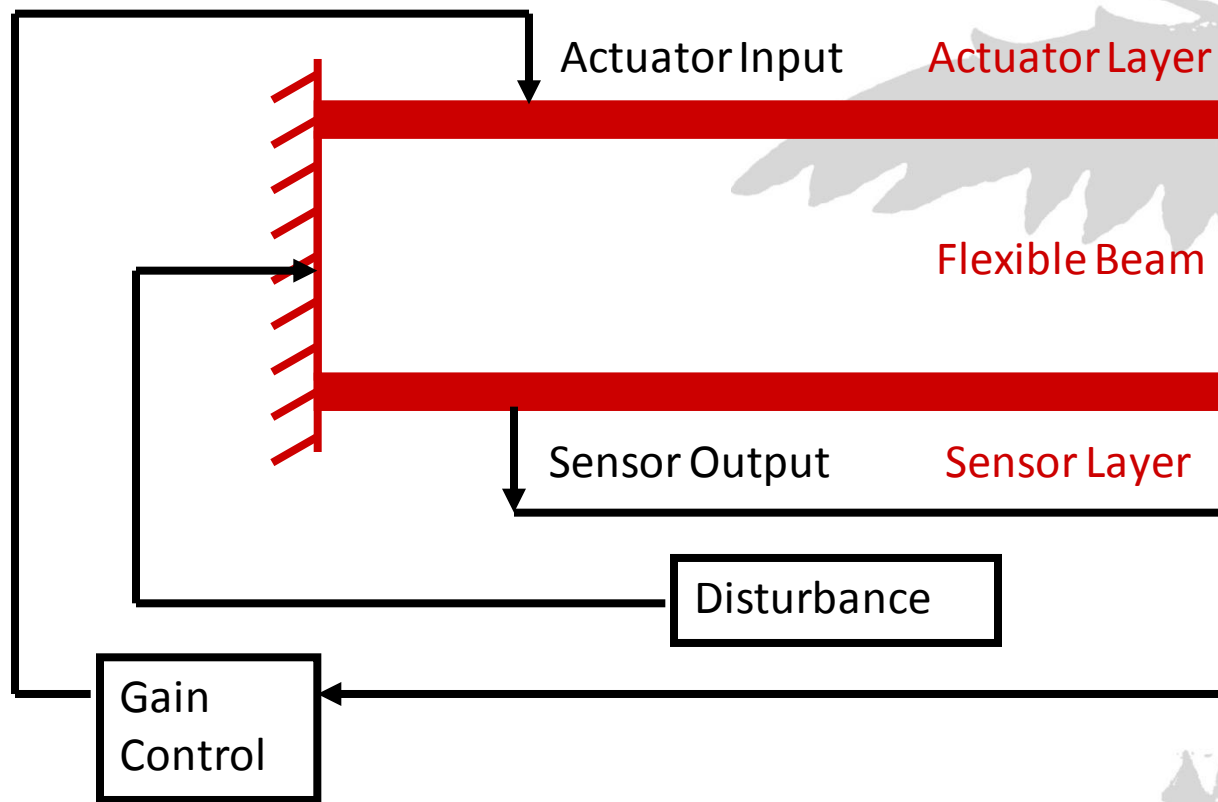 Actuator Input
Actuator Layer
Flexible Beam
Sensor Output
Sensor Layer
Disturbance
Gain
Control